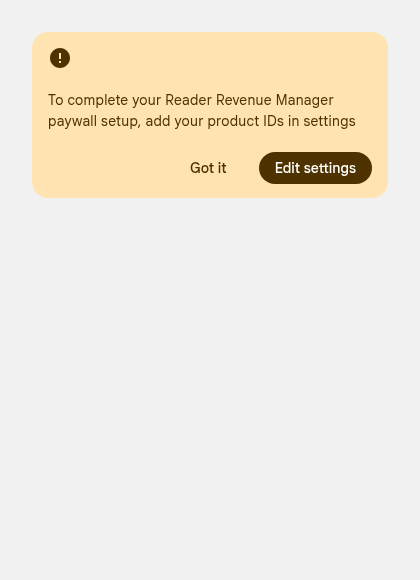 To complete your Reader Revenue Manager
paywall setup, add your product IDs in settings
Got it
Edit settings